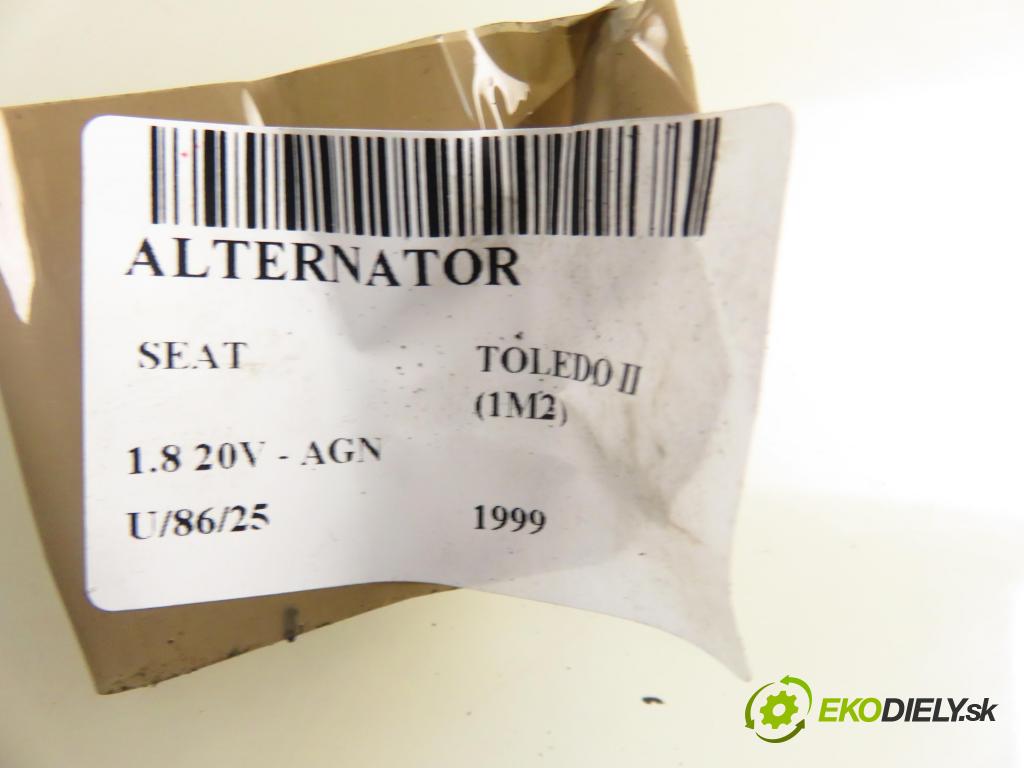 ALTERNATOR
SEAT TOLEDO II
(1M2)
1.8 20V - AGN
U/86/25 1999
EKODIELY.sk